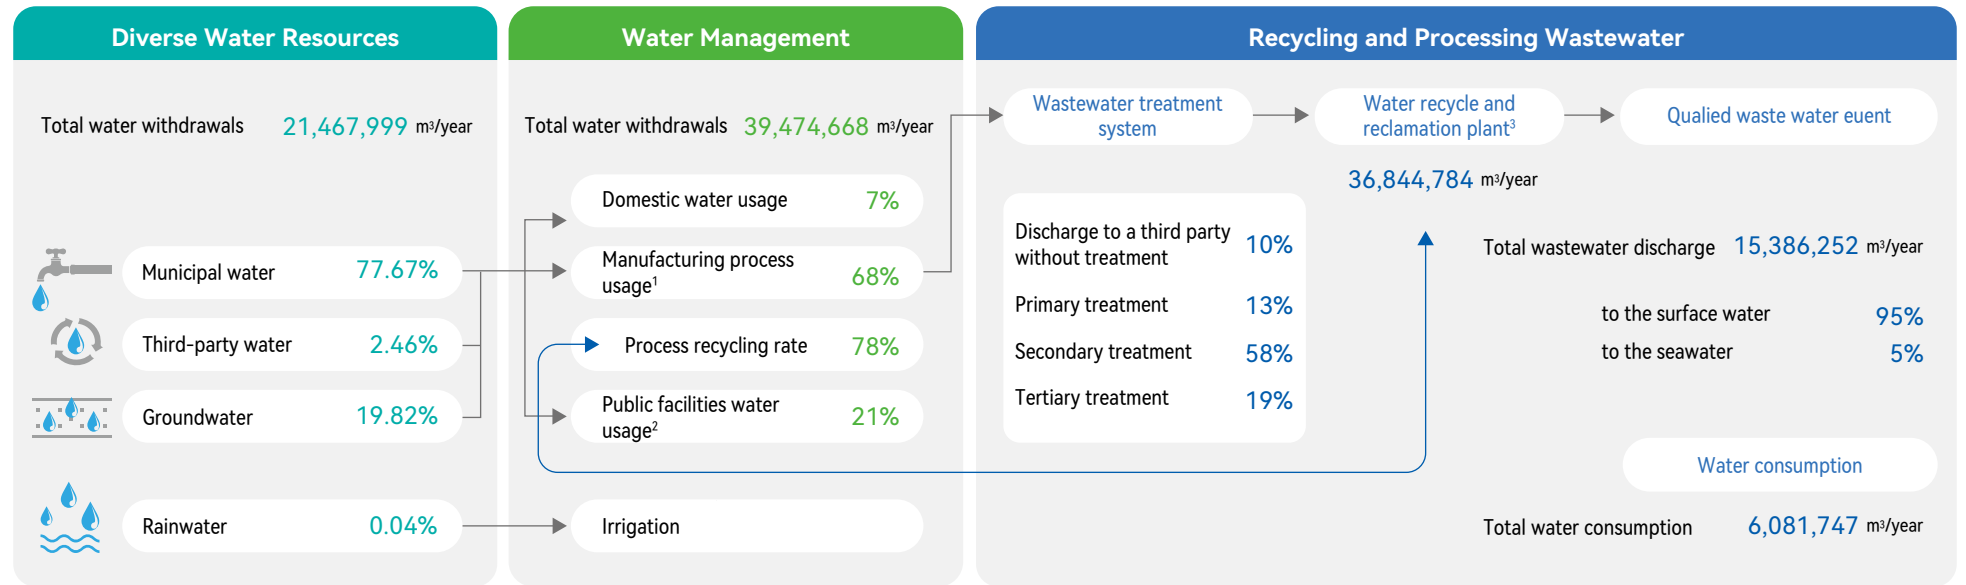 Diverse Water Resources
Total water withdrawals 21,467,999 m³/year
Municipal water 77.67%
Third-party water 2.46%
Groundwater 19.82%
Rainwater 0.04%
Water Management
Total water withdrawals 39,474,668 m³/year
Domestic water usage 7%
Manufacturing process
usage¹ 68%
Process recycling rate 78%
Public facilities water
usage² 21%
Irrigation
Recycling and Processing Wastewater
Wastewater treatment
system
Water recycle and
reclamation plant³
Qualied waste water euent
36,844,784 m³/year
Discharge to a third party
without treatment 10%
Primary treatment 13%
Secondary treatment 58%
Tertiary treatment 19%
Total wastewater discharge 15,386,252 m³/year
to the surface water 95%
to the seawater 5%
Water consumption
Total water consumption 6,081,747 m³/year